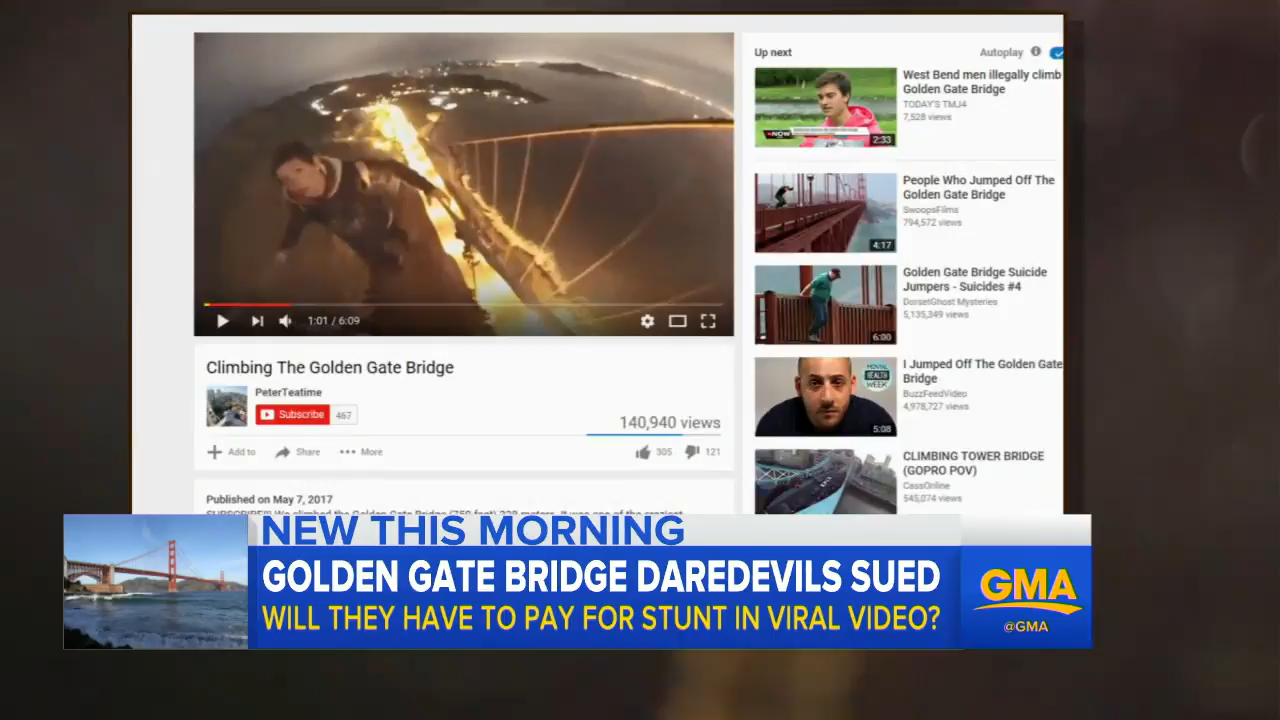 Up next
Autoplay
West Bend men illegally climb
Golden Gate Bridge
TODAY'S TMJ4
7,528 views
NOW
2:33
People Who Jumped Off The
Golden Gate Bridge
SwoopsFilms
794,572 views
4:17
Golden Gate Bridge Suicide
Jumpers - Suicides #4
DorsetGhost Mysteries
5,135,349 views
6:00
I Jumped Off The Golden Gate
Bridge
BuzzFeedVideo
4,978,727 views
MENTAL
HEALTH
WEEK
5:08
CLIMBING TOWER BRIDGE
(GOPRO POV)
CassOnline
545,074 views
1:01 / 6:09
Climbing The Golden Gate Bridge
PeterTeatime
Subscribe 467
140,940 views
Add to Share More 305 121
Published on May 7, 2017
NEW THIS MORNING
GOLDEN GATE BRIDGE DAREDEVILS SUED
WILL THEY HAVE TO PAY FOR STUNT IN VIRAL VIDEO?
GMA
@GMA